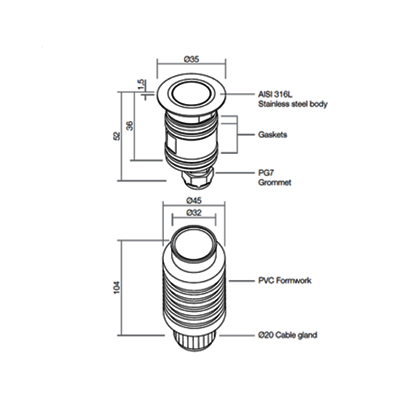 Ø35
1,5
AISI 316L
Stainless steel body
52
36
Gaskets
PG7
Grommet
Ø45
Ø32
104
PVC Formwork
Ø20 Cable gland